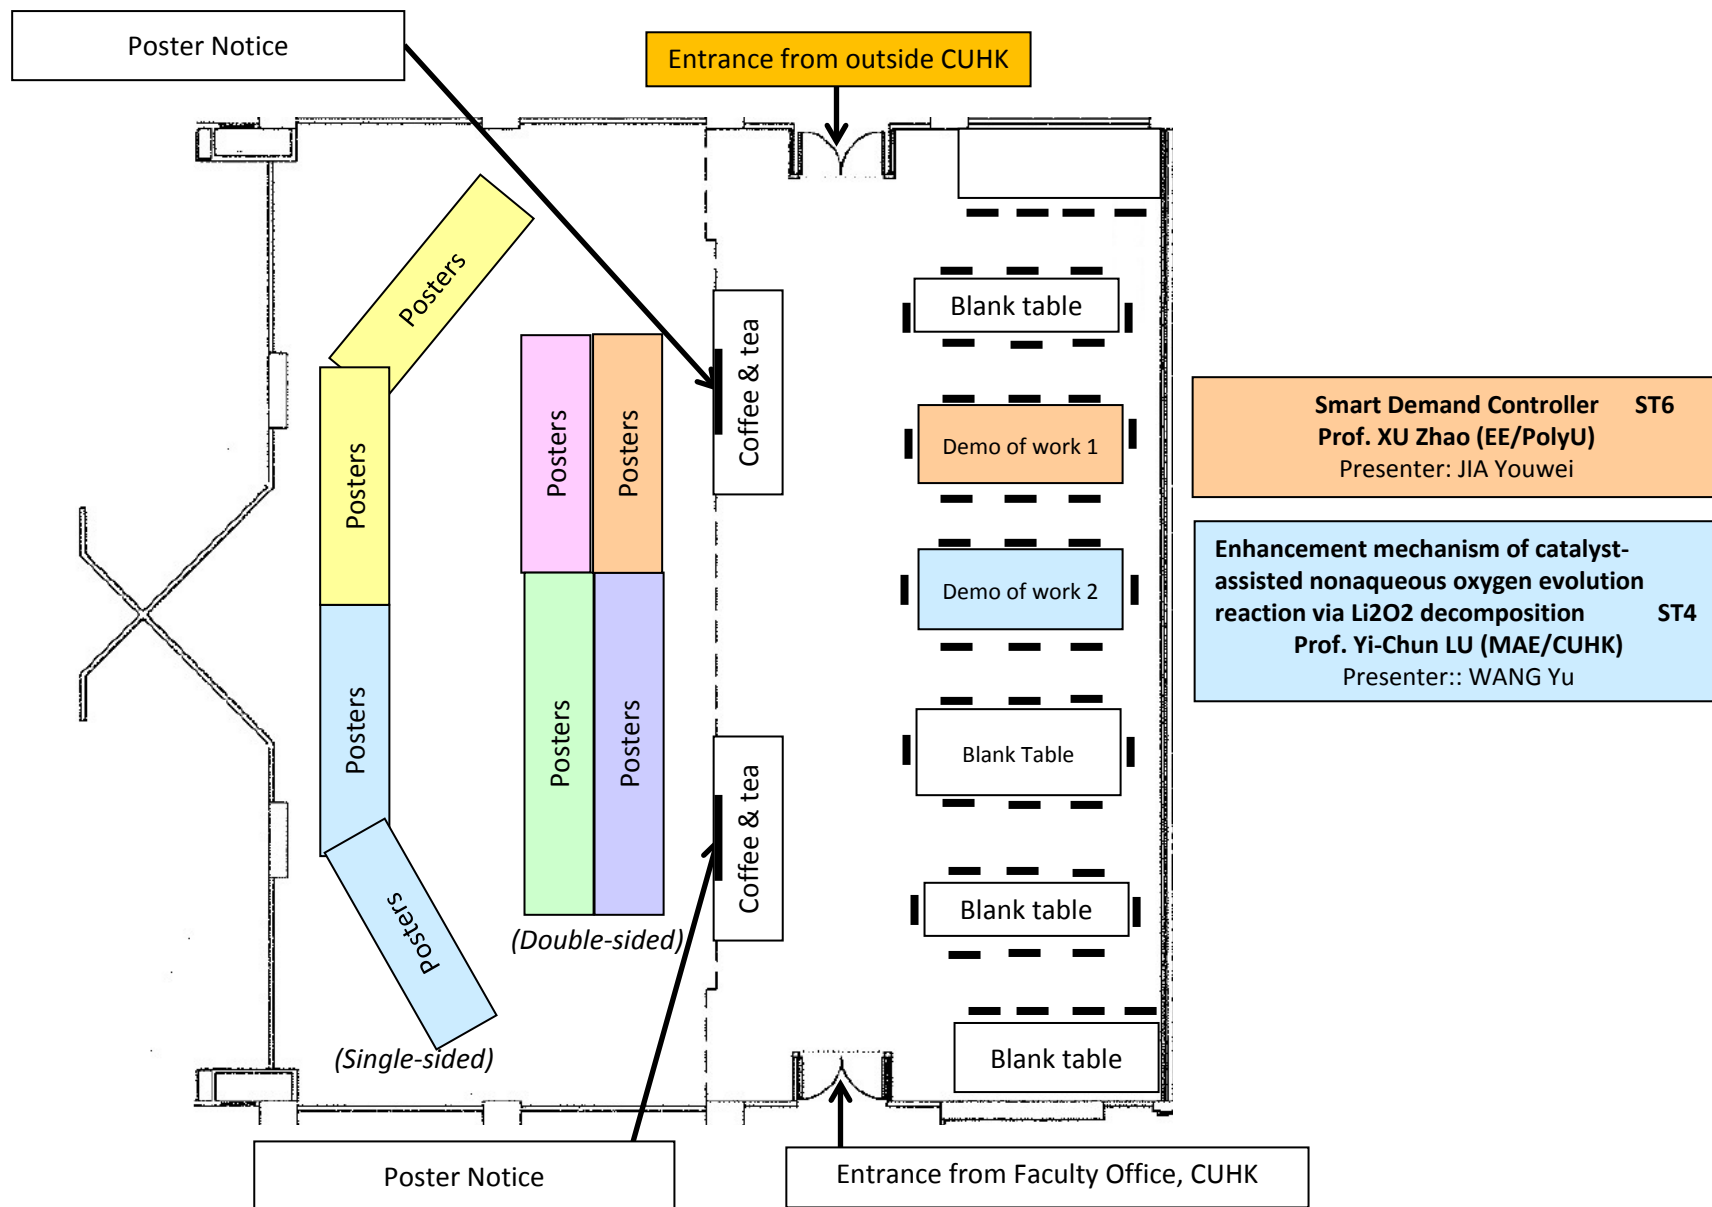 Poster Notice
Entrance from outside CUHK
Posters
Blank table
Posters
Posters
Posters
Coffee & tea
Demo of work 1
Smart Demand Controller ST6
Prof. XU Zhao (EE/PolyU)
Presenter: JIA Youwei
Demo of work 2
Enhancement mechanism of catalyst-
assisted nonaqueous oxygen evolution
reaction via Li2O2 decomposition ST4
Prof. Yi-Chun LU (MAE/CUHK)
Presenter:: WANG Yu
Posters
Posters
Posters
Blank Table
Coffee & tea
Posters
Blank table
(Double-sided)
(Single-sided)
Blank table
Poster Notice
Entrance from Faculty Office, CUHK